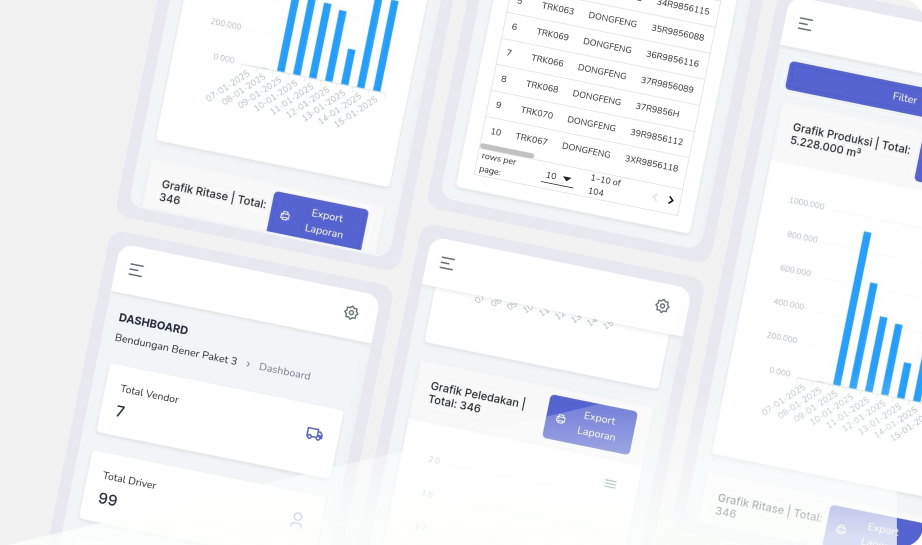 200.000
0.000
07-01-2025
08-01-2025
09-01-2025
10-01-2025
11-01-2025
12-01-2025
13-01-2025
14-01-2025
15-01-2025
Grafik Ritase | Total:
346
Export
Laporan
34R9856115
5 TRK063 DONGFENG 35R9856088
6 TRK069 DONGFENG 36R9856116
7 TRK066 DONGFENG 37R9856089
8 TRK068 DONGFENG 37R9856H
9 TRK070 DONGFENG 39R9856112
10 TRK067 DONGFENG 3XR9856118
rows per
page:
10
1–10 of
104
Filter
Grafik Produksi | Total:
5.228.000 m³
1000.000
800.000
600.000
400.000
200.000
0.000
07-01-2025
08-01-2025
09-01-2025
10-01-2025
11-01-2025
12-01-2025
13-01-2025
14-01-2025
15-01-20
Grafik Ritase | Total:
346
Export
DASHBOARD
Bendungan Bener Paket 3 › Dashboard
Total Vendor
7
Total Driver
99
Grafik Peledakan |
Total: 346
Export
Laporan
2.0
1.6
1.2